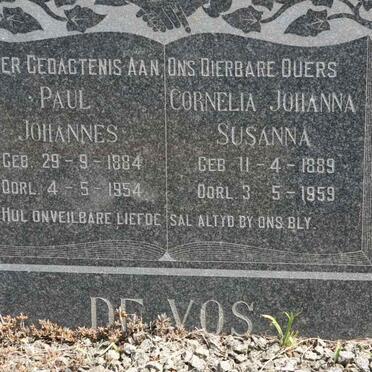 ER GEDAGTENIS AAN ONS DIERBARE OUERS
PAUL
JOHANNES
GEB. 29-9-1884
OORL. 4-5-1954
CORNELIA JOHANNA
SUSANNA
GEB. 11-4-1889
OORL. 3-5-1959
HUL ONVEILBARE LIEFDE SAL ALTYD BY ONS BLY.
DE VOS